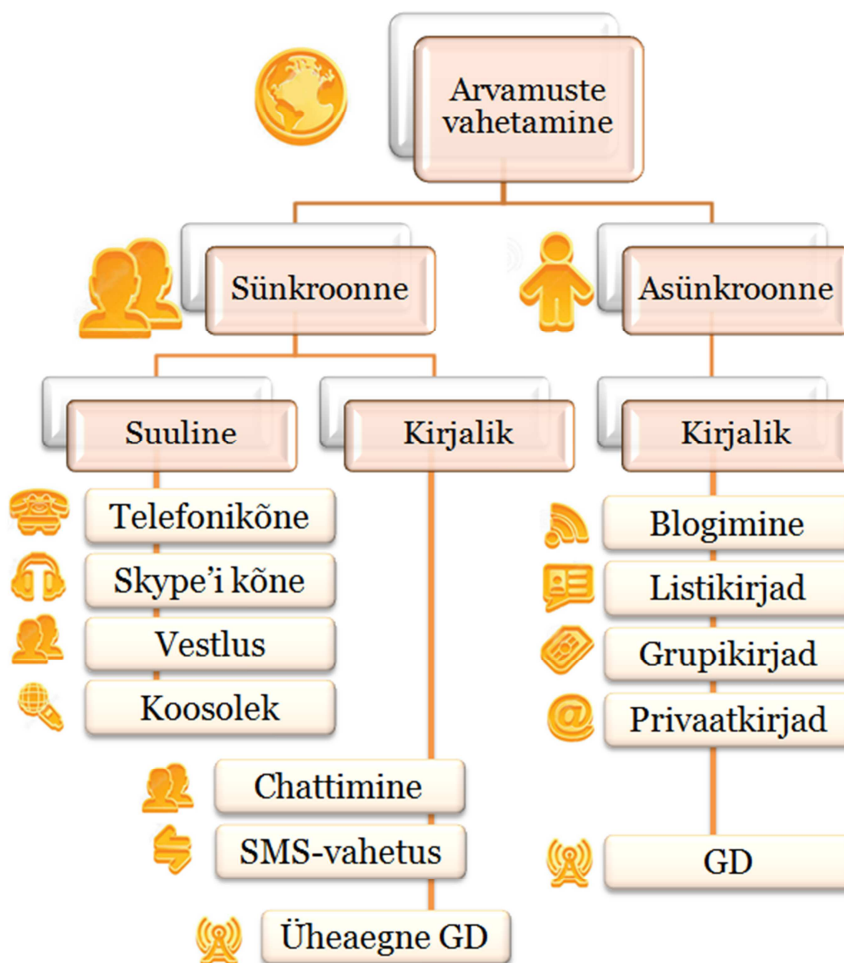 Arvamuste
vahetamine
Sünkroonne
Asünkroonne
Suuline
Kirjalik
Kirjalik
Telefonikõne
Skype’i kõne
Vestlus
Koosolek
Chattimine
SMS-vahetus
Üheaegne GD
Blogimine
Listikirjad
Grupikirjad
Privaatkirjad
GD